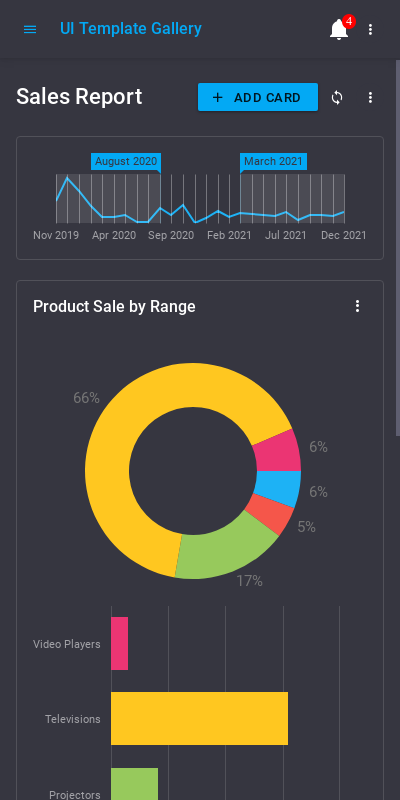 UI Template Gallery
4
Sales Report
ADD CARD
August 2020
March 2021
Nov 2019 Apr 2020 Sep 2020 Feb 2021 Jul 2021 Dec 2021
Product Sale by Range
66%
6%
6%
5%
17%
Video Players
Televisions
Projectors